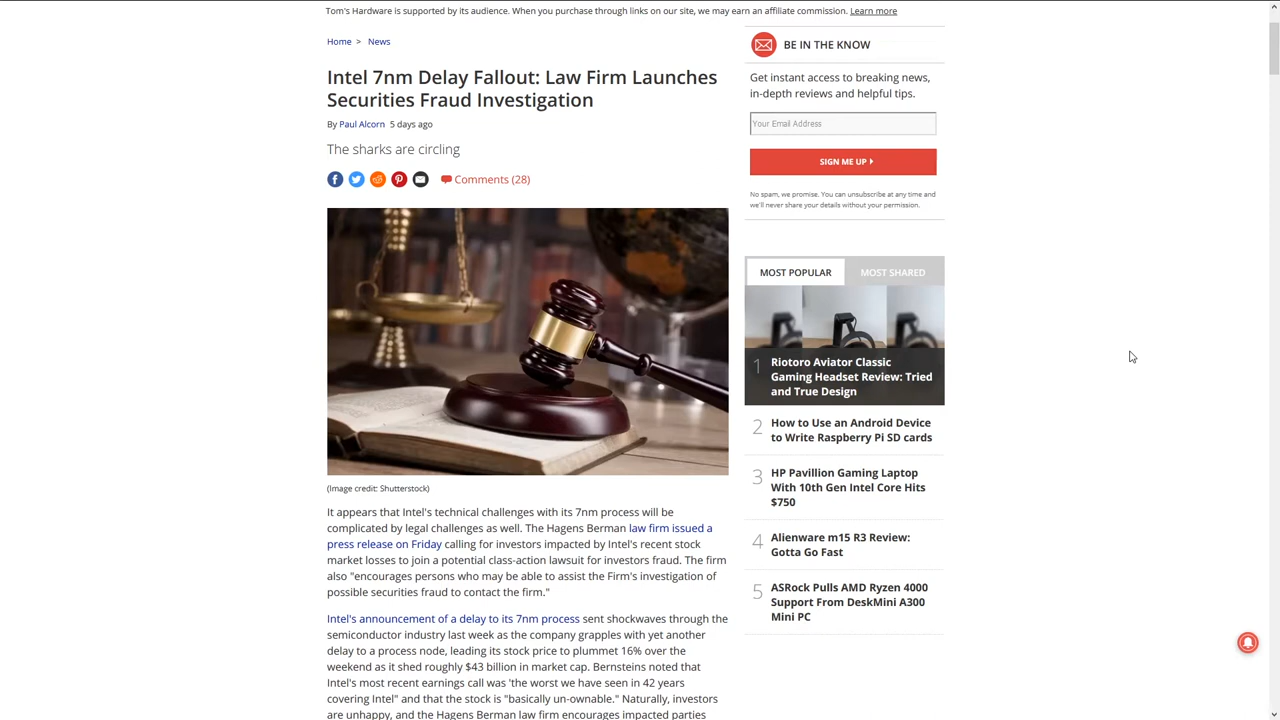 Tom's Hardware is supported by its audience. When you purchase through links on our site, we may earn an affiliate commission. Learn more
Home > News
Intel 7nm Delay Fallout: Law Firm Launches
Securities Fraud Investigation
By Paul Alcorn 5 days ago
The sharks are circling
Comments (28)
(Image credit: Shutterstock)
It appears that Intel's technical challenges with its 7nm process will be
complicated by legal challenges as well. The Hagens Berman law firm issued a
press release on Friday calling for investors impacted by Intel's recent stock
market losses to join a potential class-action lawsuit for investors fraud. The firm
also "encourages persons who may be able to assist the Firm's investigation of
possible securities fraud to contact the firm."
Intel's announcement of a delay to its 7nm process sent shockwaves through the
semiconductor industry last week as the company grapples with yet another
delay to a process node, leading its stock price to plummet 16% over the
weekend as it shed roughly $43 billion in market cap. Bernsteins noted that
Intel's most recent earnings call was 'the worst we have seen in 42 years
covering Intel" and that the stock is "basically un-ownable." Naturally, investors
are unhappy, and the Hagens Berman law firm encourages impacted parties
BE IN THE KNOW
Get instant access to breaking news,
in-depth reviews and helpful tips.
Your Email Address
SIGN ME UP
No spam, we promise. You can unsubscribe at any time and
we'll never share your details without your permission.
MOST POPULAR
MOST SHARED
1 Riotoro Aviator Classic
Gaming Headset Review: Tried
and True Design
2 How to Use an Android Device
to Write Raspberry Pi SD cards
3 HP Pavillion Gaming Laptop
With 10th Gen Intel Core Hits
$750
4 Alienware m15 R3 Review:
Gotta Go Fast
5 ASRock Pulls AMD Ryzen 4000
Support From DeskMini A300
Mini PC